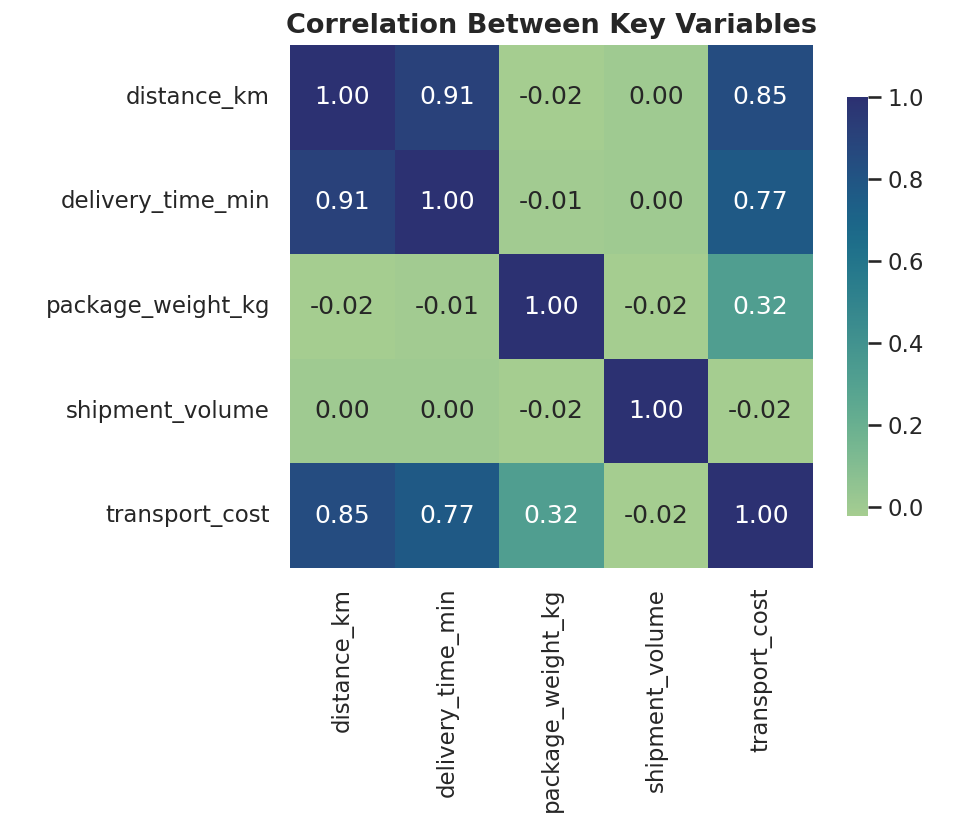 Correlation Between Key Variables
distance_km 1.00 0.91 -0.02 0.00 0.85
delivery_time_min 0.91 1.00 -0.01 0.00 0.77
package_weight_kg -0.02 -0.01 1.00 -0.02 0.32
shipment_volume 0.00 0.00 -0.02 1.00 -0.02
transport_cost 0.85 0.77 0.32 -0.02 1.00
distance_km
delivery_time_min
package_weight_kg
shipment_volume
transport_cost
1.0
0.8
0.6
0.4
0.2
0.0